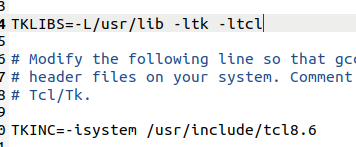 3
4 TKLIBS=-L/usr/lib -ltk -ltcl
5
6 # Modify the following line so that gcc
7 # header files on your system. Comment
8 # Tcl/Tk.
9
0 TKINC=-isystem /usr/include/tcl8.6